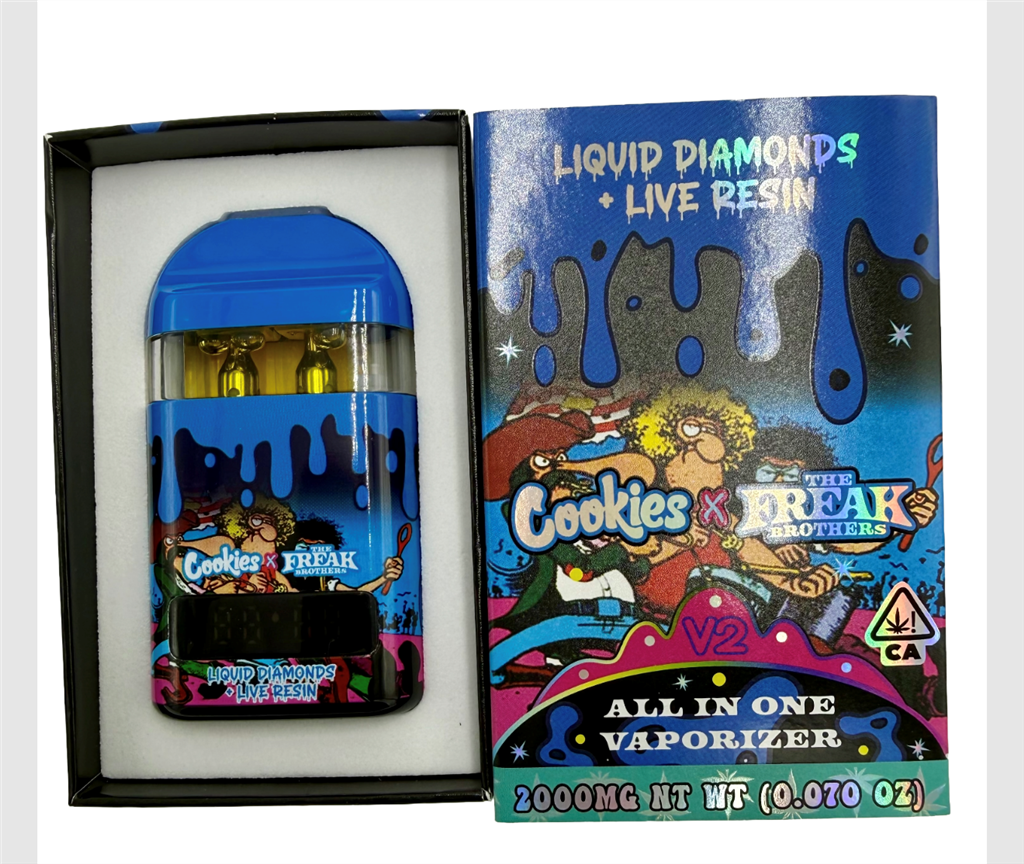 Cookies x THE FREAK BROTHERS
LIQUID DIAMONDS
+ LIVE RESIN
LIQUID DIAMONDS
+ LIVE RESIN
Cookies x THE FREAK BROTHERS
V2
CA
ALL IN ONE
VAPORIZER
2000MG NT WT (0.070 OZ)